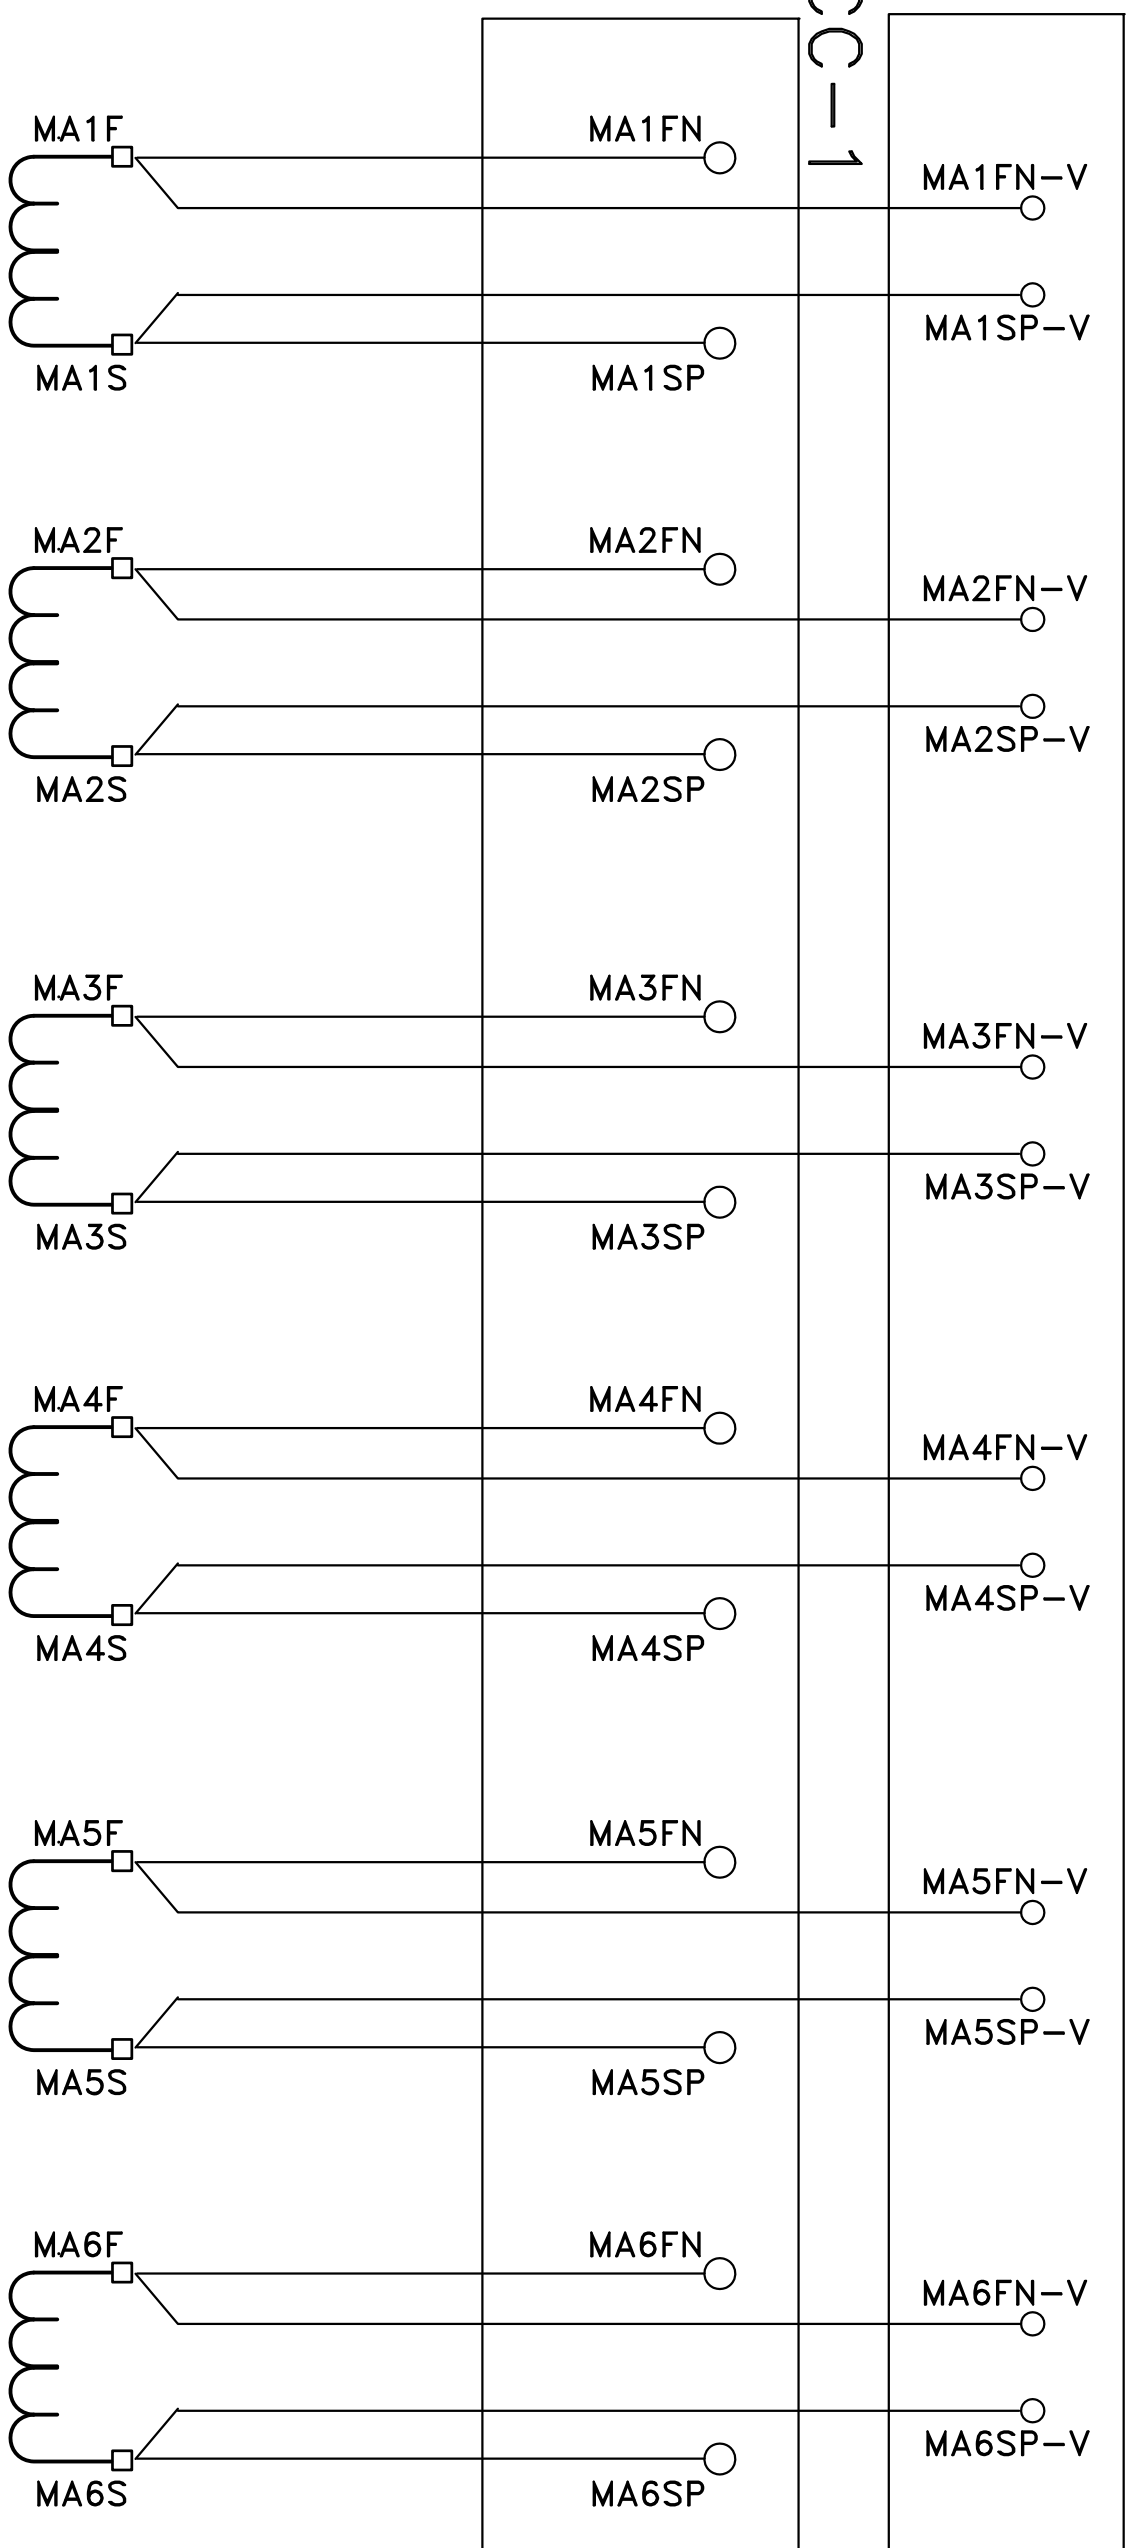 C-1
MA1F MA1FN
MA1FN-V
MA1SP-V
MA1S MA1SP
MA2F MA2FN
MA2FN-V
MA2SP-V
MA2S MA2SP
MA3F MA3FN
MA3FN-V
MA3SP-V
MA3S MA3SP
MA4F MA4FN
MA4FN-V
MA4SP-V
MA4S MA4SP
MA5F MA5FN
MA5FN-V
MA5SP-V
MA5S MA5SP
MA6F MA6FN
MA6FN-V
MA6SP-V
MA6S MA6SP